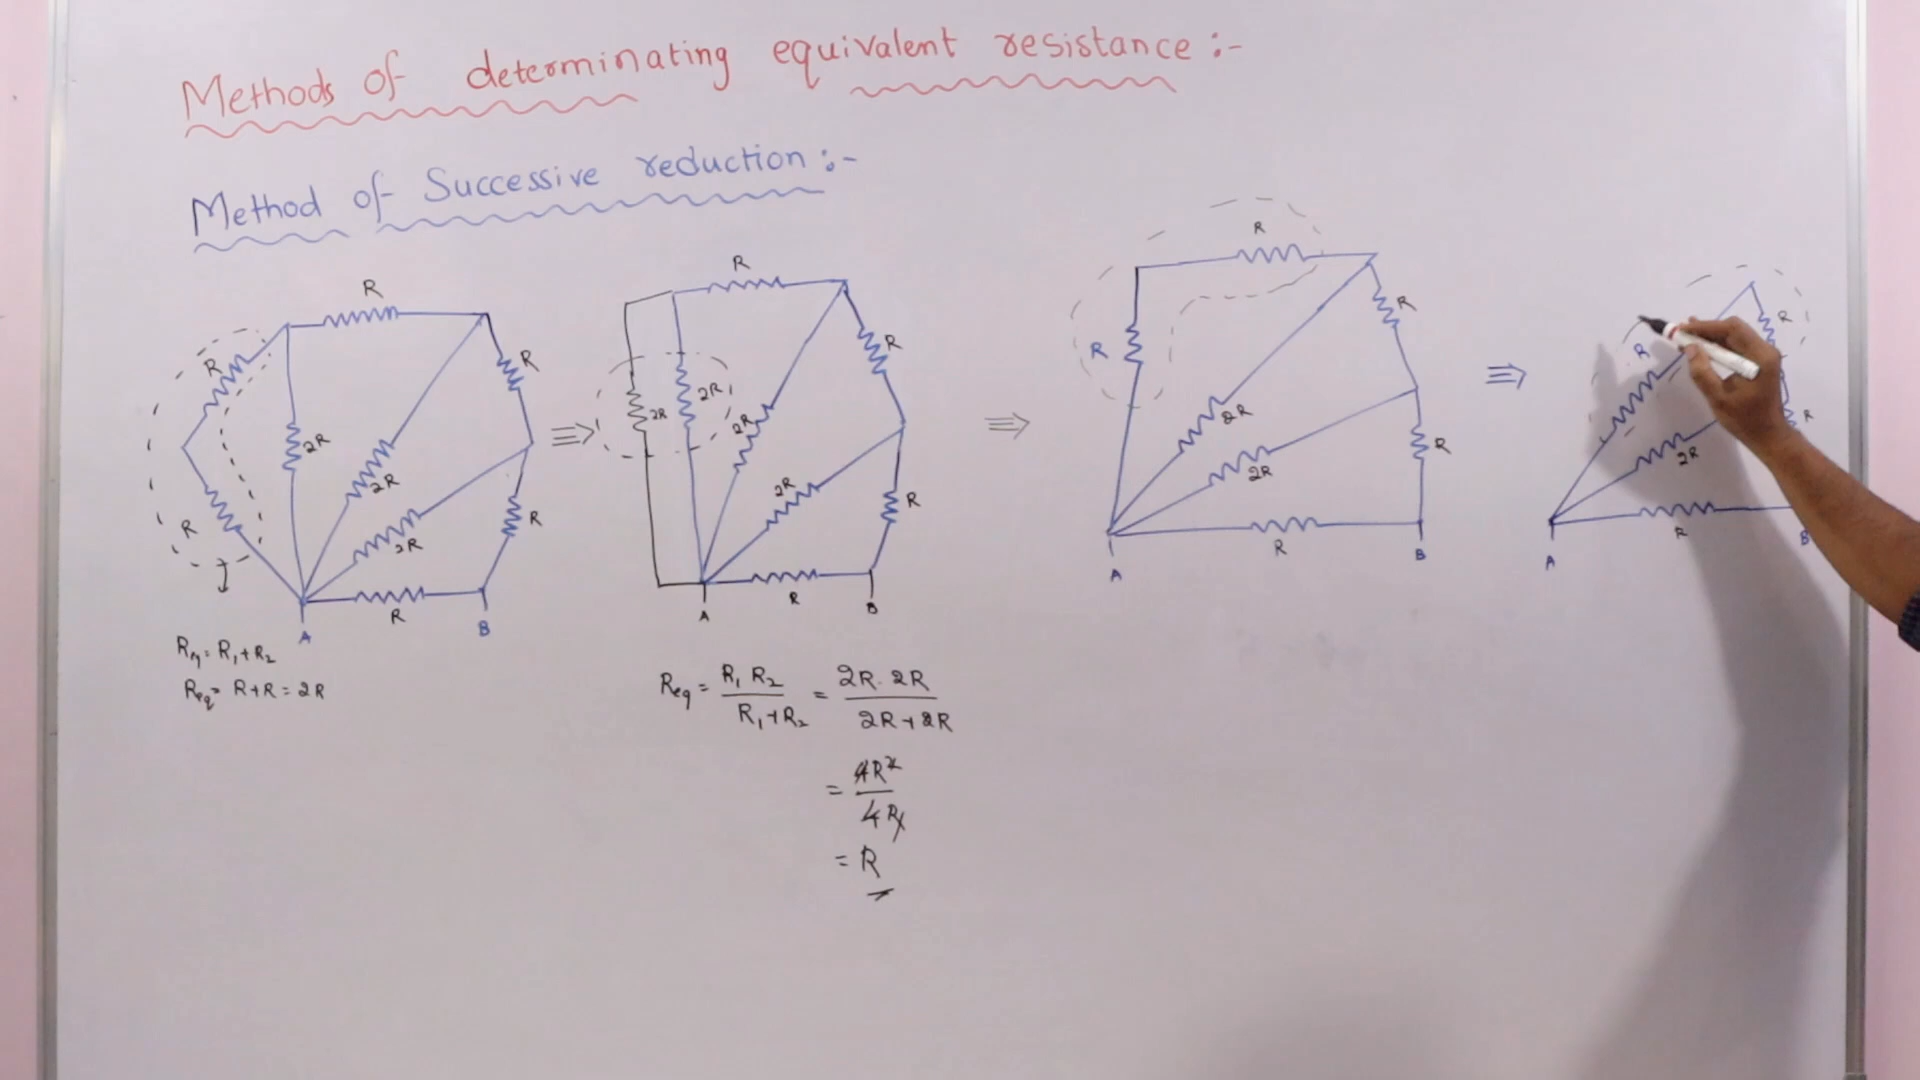 Methods of determinating equivalent resistance :-
Method of Successive reduction :-
R
R
2R
2R
2R
R
R
R
R
A
B
Req = R₁+R₂
Req = R+R = 2R
⇒
R
2R
2R
2R
2R
R
R
R
A
B
Req = R₁ R₂ / R₁+R₂ = 2R . 2R / 2R+2R
= 4R² / 4R
= R
⇒
R
R
2R
2R
R
R
R
A
B
⇒
R
R
2R
R
R
A
B